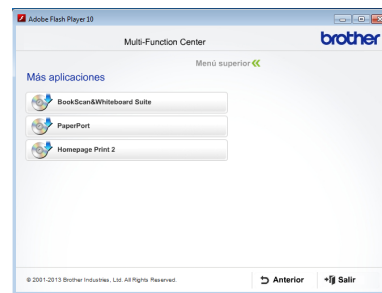 Adobe Flash Player 10
Multi-Function Center
brother
Menú superior
Más aplicaciones
BookScan&Whiteboard Suite
PaperPort
Homepage Print 2
© 2001-2013 Brother Industries, Ltd. All Rights Reserved.
Anterior
Salir